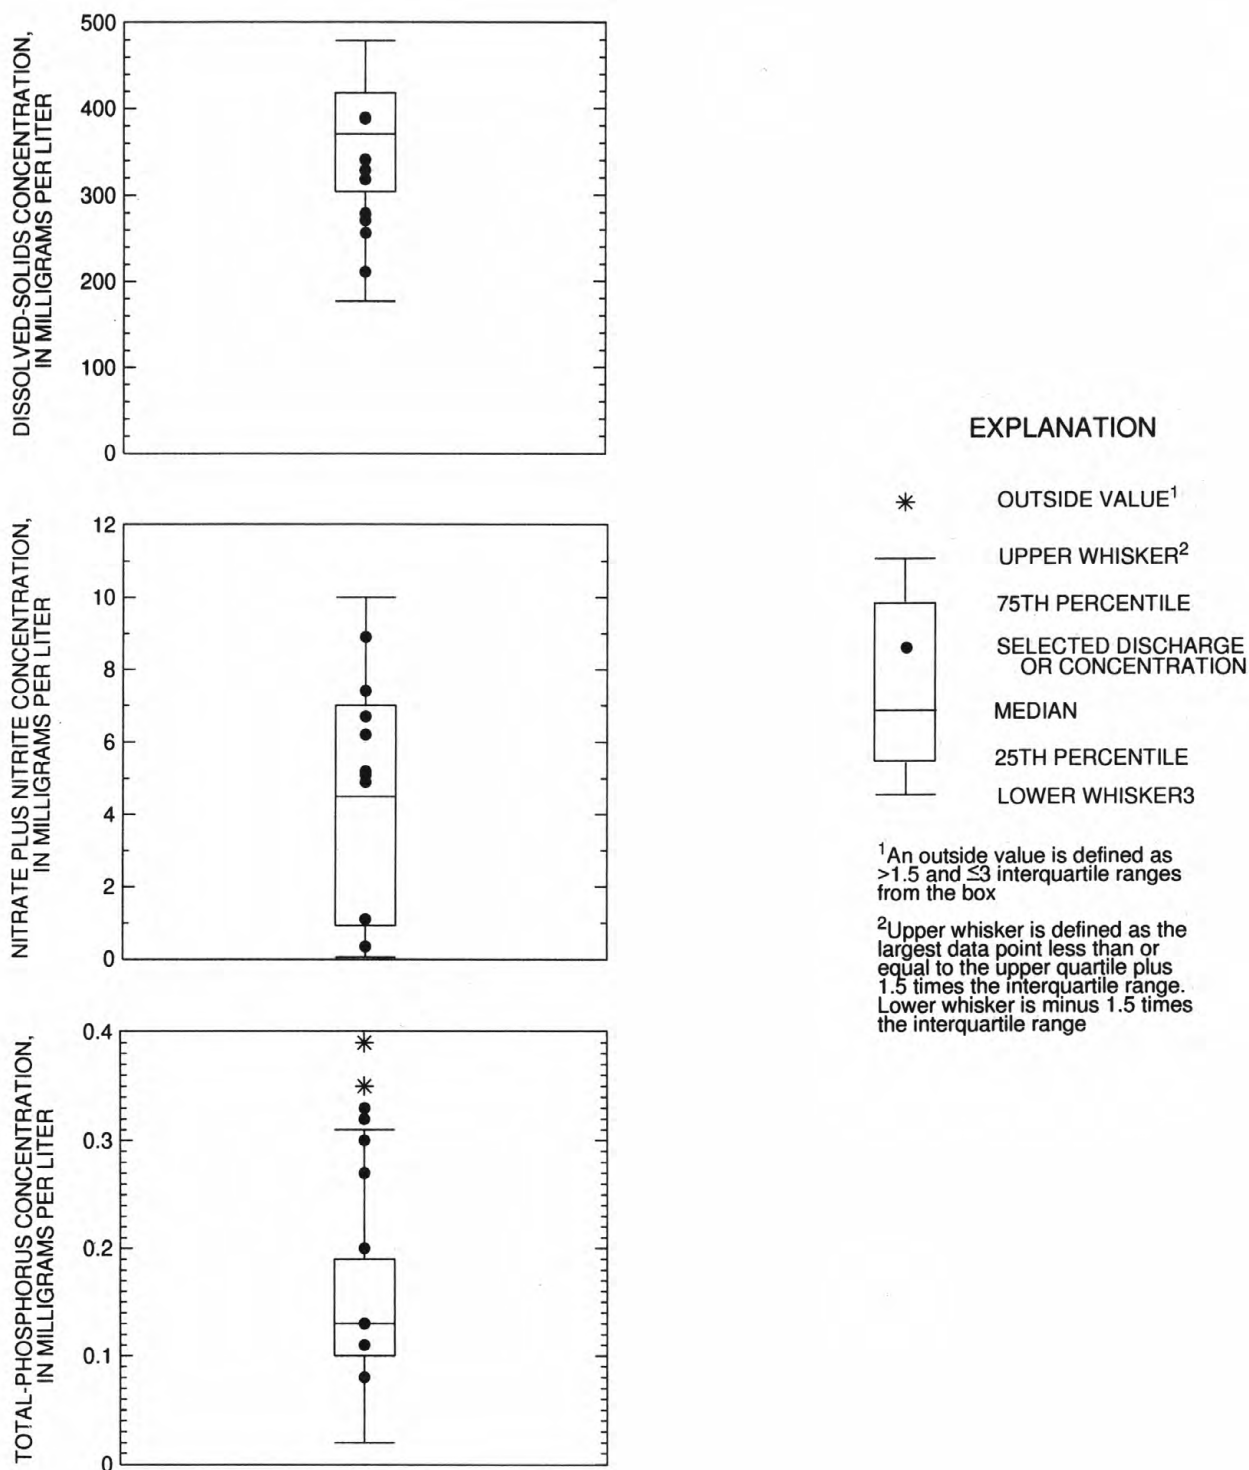 DISSOLVED-SOLIDS CONCENTRATION,
IN MILLIGRAMS PER LITER
500
400
300
200
100
0
NITRATE PLUS NITRITE CONCENTRATION,
IN MILLIGRAMS PER LITER
12
10
8
6
4
2
0
TOTAL-PHOSPHORUS CONCENTRATION,
IN MILLIGRAMS PER LITER
0.4
0.3
0.2
0.1
0
EXPLANATION
OUTSIDE VALUE¹
UPPER WHISKER²
75TH PERCENTILE
SELECTED DISCHARGE
OR CONCENTRATION
MEDIAN
25TH PERCENTILE
LOWER WHISKER3
¹An outside value is defined as
>1.5 and ≤3 interquartile ranges
from the box
²Upper whisker is defined as the
largest data point less than or
equal to the upper quartile plus
1.5 times the interquartile range.
Lower whisker is minus 1.5 times
the interquartile range